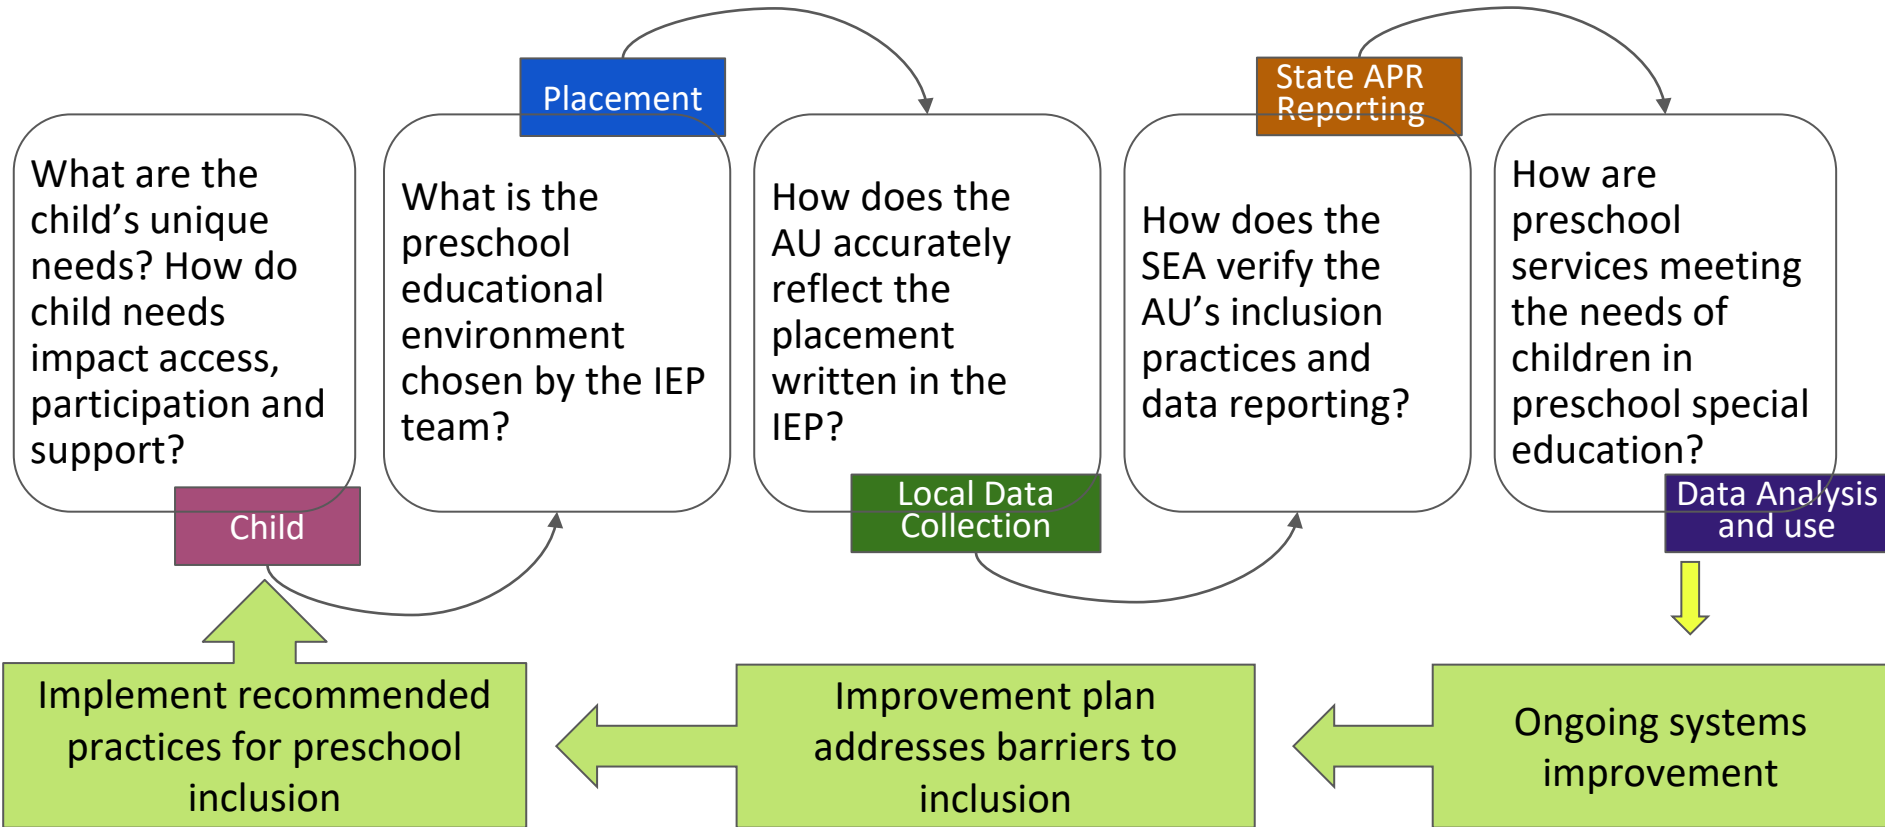 What are the
child’s unique
needs? How do
child needs
impact access,
participation and
support?
Child
Placement
What is the
preschool
educational
environment
chosen by the IEP
team?
How does the
AU accurately
reflect the
placement
written in the
IEP?
Local Data
Collection
State APR
Reporting
How does the
SEA verify the
AU’s inclusion
practices and
data reporting?
How are
preschool
services meeting
the needs of
children in
preschool special
education?
Data Analysis
and use
Implement recommended
practices for preschool
inclusion
Improvement plan
addresses barriers to
inclusion
Ongoing systems
improvement